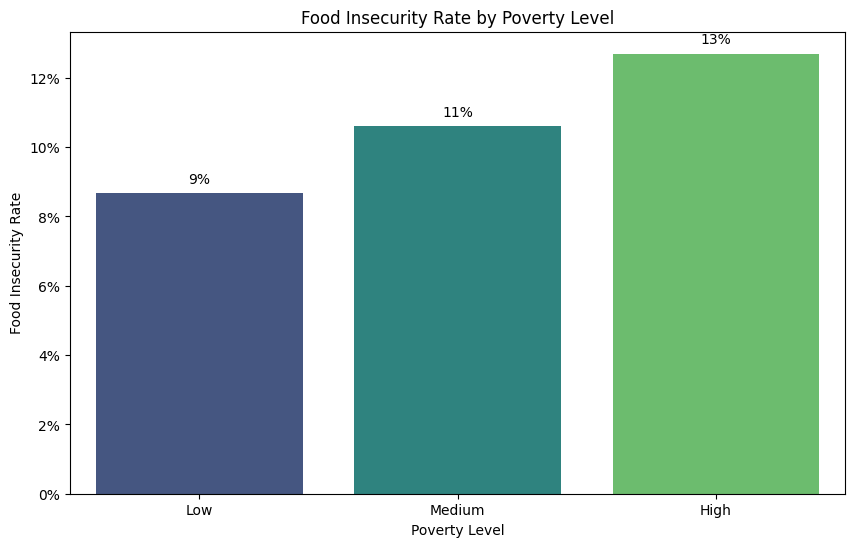 Food Insecurity Rate by Poverty Level
13%
12%
11%
10%
9%
8%
6%
4%
2%
0%
Food Insecurity Rate
Low Medium High
Poverty Level